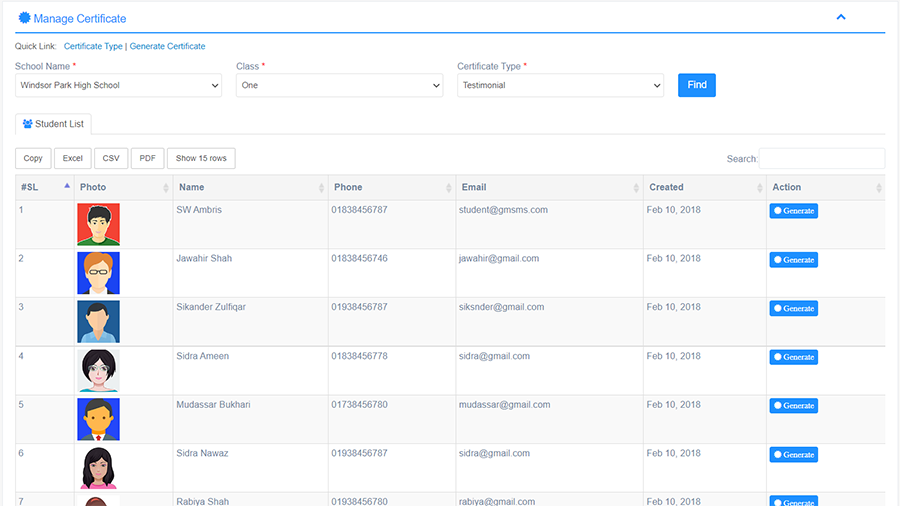 Manage Certificate
Quick Link: Certificate Type | Generate Certificate
School Name * Class * Certificate Type *
Windsor Park High School One Testimonial Find
Student List
Copy Excel CSV PDF Show 15 rows Search:
#SL Photo Name Phone Email Created Action
1 SW Ambris 01838456787 student@gmsms.com Feb 10, 2018 Generate
2 Jawahir Shah 01838456746 jawahir@gmail.com Feb 10, 2018 Generate
3 Sikander Zulfiqar 01938456787 siksnder@gmail.com Feb 10, 2018 Generate
4 Sidra Ameen 01838456778 sidra@gmail.com Feb 10, 2018 Generate
5 Mudassar Bukhari 01738456780 mudassar@gmail.com Feb 10, 2018 Generate
6 Sidra Nawaz 01938456787 sidra@gmail.com Feb 10, 2018 Generate
7 Rabiya Shah 01938456780 rabiya@gmail.com Feb 10, 2018 Generate